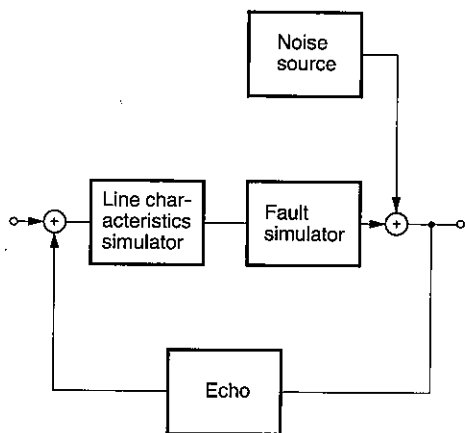 Noise
source
Line char-
acteristics
simulator
Fault
simulator
Echo